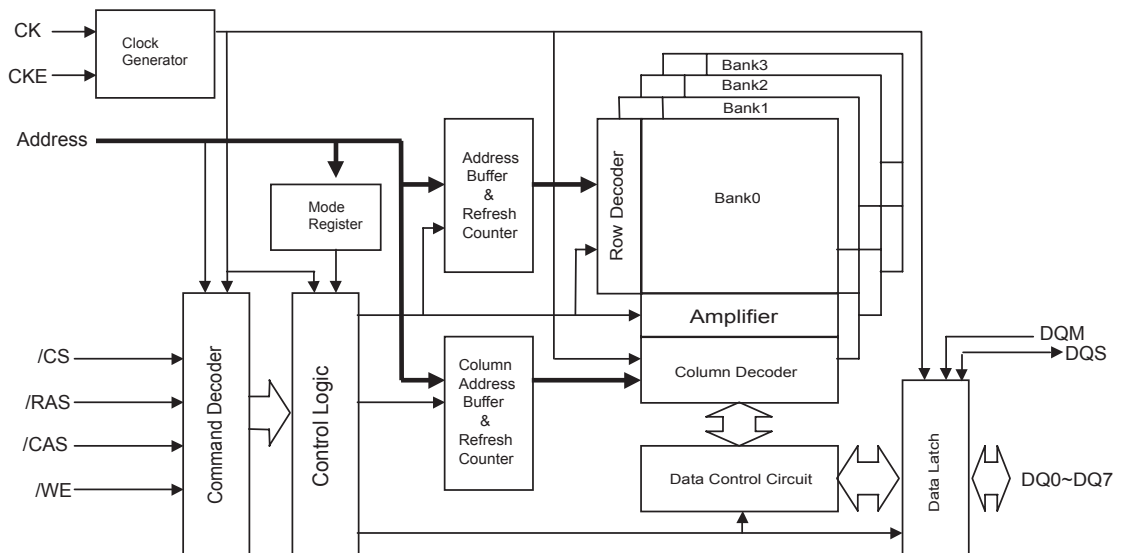 CK
CKE
Clock
Generator
Address
Mode
Register
Address
Buffer
&
Refresh
Counter
Row Decoder
Bank3
Bank2
Bank1
Bank0
Amplifier
Column Decoder
/CS
/RAS
/CAS
/WE
Command Decoder
Control Logic
Column
Address
Buffer
&
Refresh
Counter
Data Control Circuit
DQM
DQS
Data Latch
DQ0~DQ7